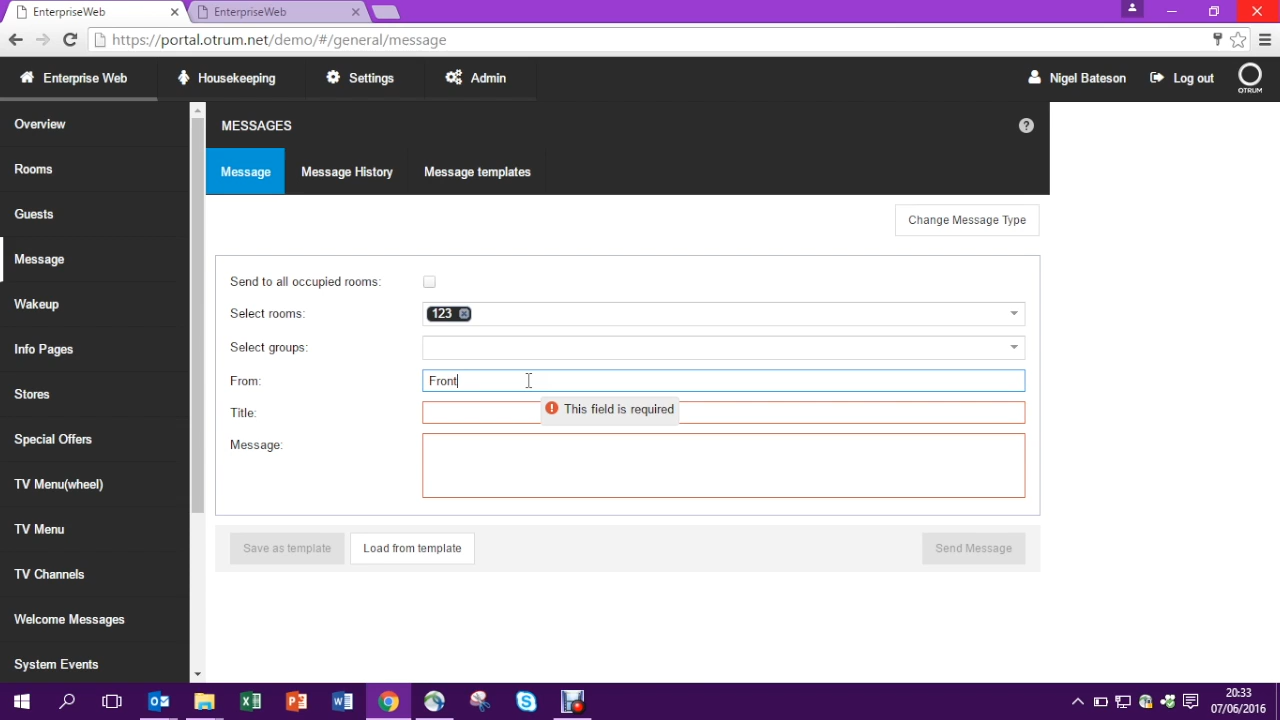 EnterpriseWeb
EnterpriseWeb
https://portal.otrum.net/demo/#/general/message
Enterprise Web
Housekeeping
Settings
Admin
Nigel Bateson
Log out
OTRUM
Overview
Rooms
Guests
Message
Wakeup
Info Pages
Stores
Special Offers
TV Menu(wheel)
TV Menu
TV Channels
Welcome Messages
System Events
MESSAGES
?
Message
Message History
Message templates
Change Message Type
Send to all occupied rooms:
Select rooms:
123
Select groups:
From:
Front
Title:
This field is required
Message:
Save as template
Load from template
Send Message
20:33
07/06/2016